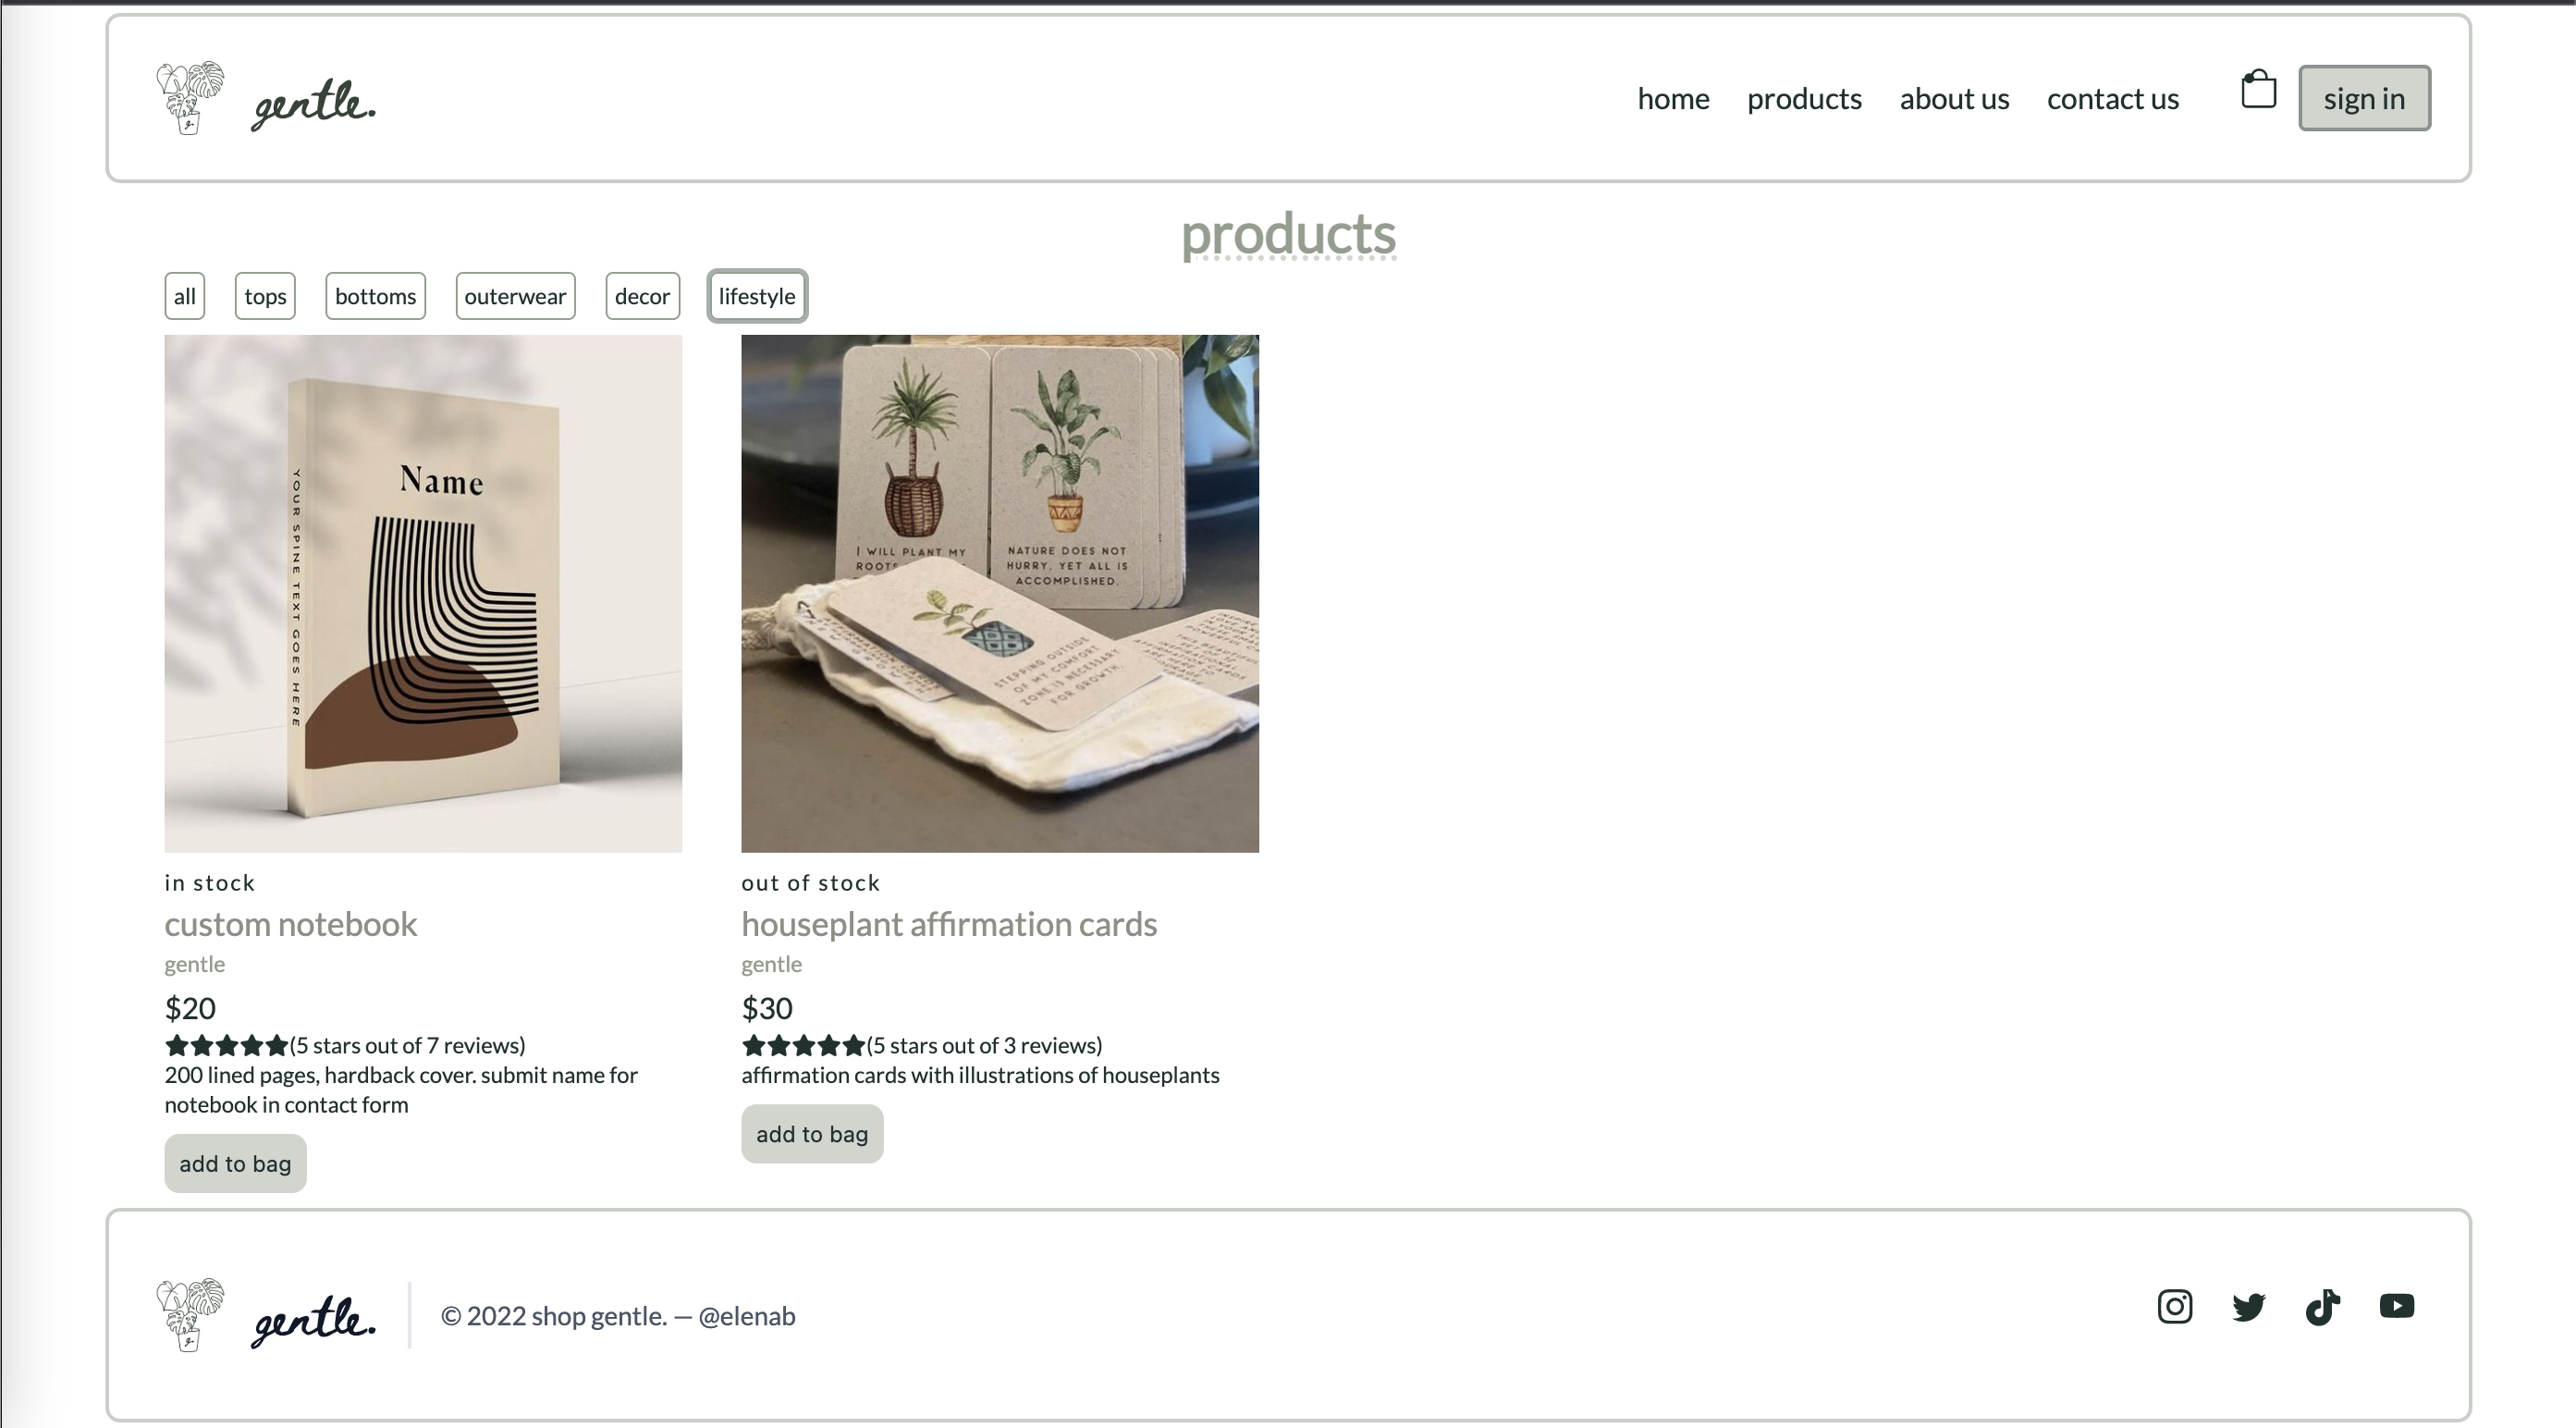 gentle.
home products about us contact us sign in
products
all tops bottoms outerwear decor lifestyle
Name
YOUR SPINE TEXT GOES HERE
I WILL PLANT MY
ROOTS
NATURE DOES NOT
HURRY, YET ALL IS
ACCOMPLISHED.
STEPPING OUTSIDE
OF MY COMFORT
ZONE IS NECESSARY
FOR GROWTH.
AFFIRMATION CARDS
in stock
custom notebook
gentle
$20
(5 stars out of 7 reviews)
200 lined pages, hardback cover. submit name for
notebook in contact form
add to bag
out of stock
houseplant affirmation cards
gentle
$30
(5 stars out of 3 reviews)
affirmation cards with illustrations of houseplants
add to bag
gentle.
© 2022 shop gentle. — @elenab